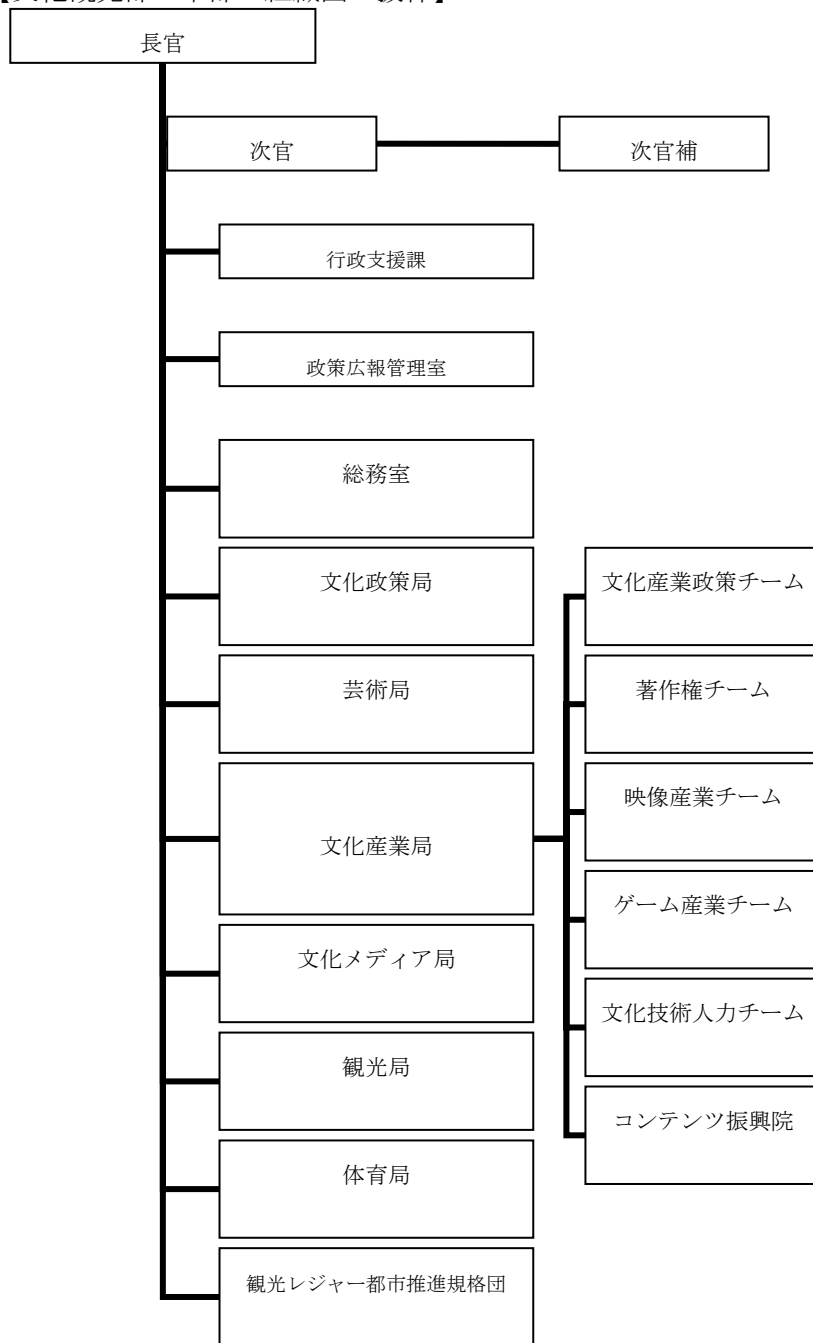 長官
次官
次官補
行政支援課
政策広報管理室
総務室
文化政策局
芸術局
文化産業局
文化メディア局
観光局
体育局
観光レジャー都市推進規格団
文化産業政策チーム
著作権チーム
映像産業チーム
ゲーム産業チーム
文化技術人力チーム
コンテンツ振興院